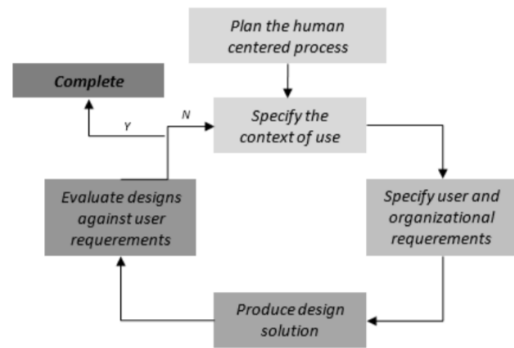 Plan the human
centered process
Complete
Y
N
Specify the
context of use
Evaluate designs
against user
requerements
Specify user and
organizational
requerements
Produce design
solution